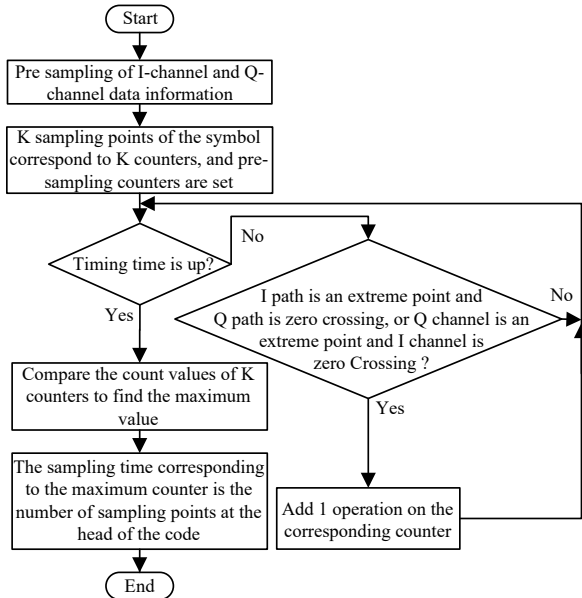 Start
Pre sampling of I-channel and Q-
channel data information
K sampling points of the symbol
correspond to K counters, and pre-
sampling counters are set
Timing time is up?
No
Yes
I path is an extreme point and
Q path is zero crossing, or Q channel is an
extreme point and I channel is
zero Crossing ?
No
Yes
Compare the count values of K
counters to find the maximum
value
The sampling time corresponding
to the maximum counter is the
number of sampling points at the
head of the code
Add 1 operation on the
corresponding counter
End